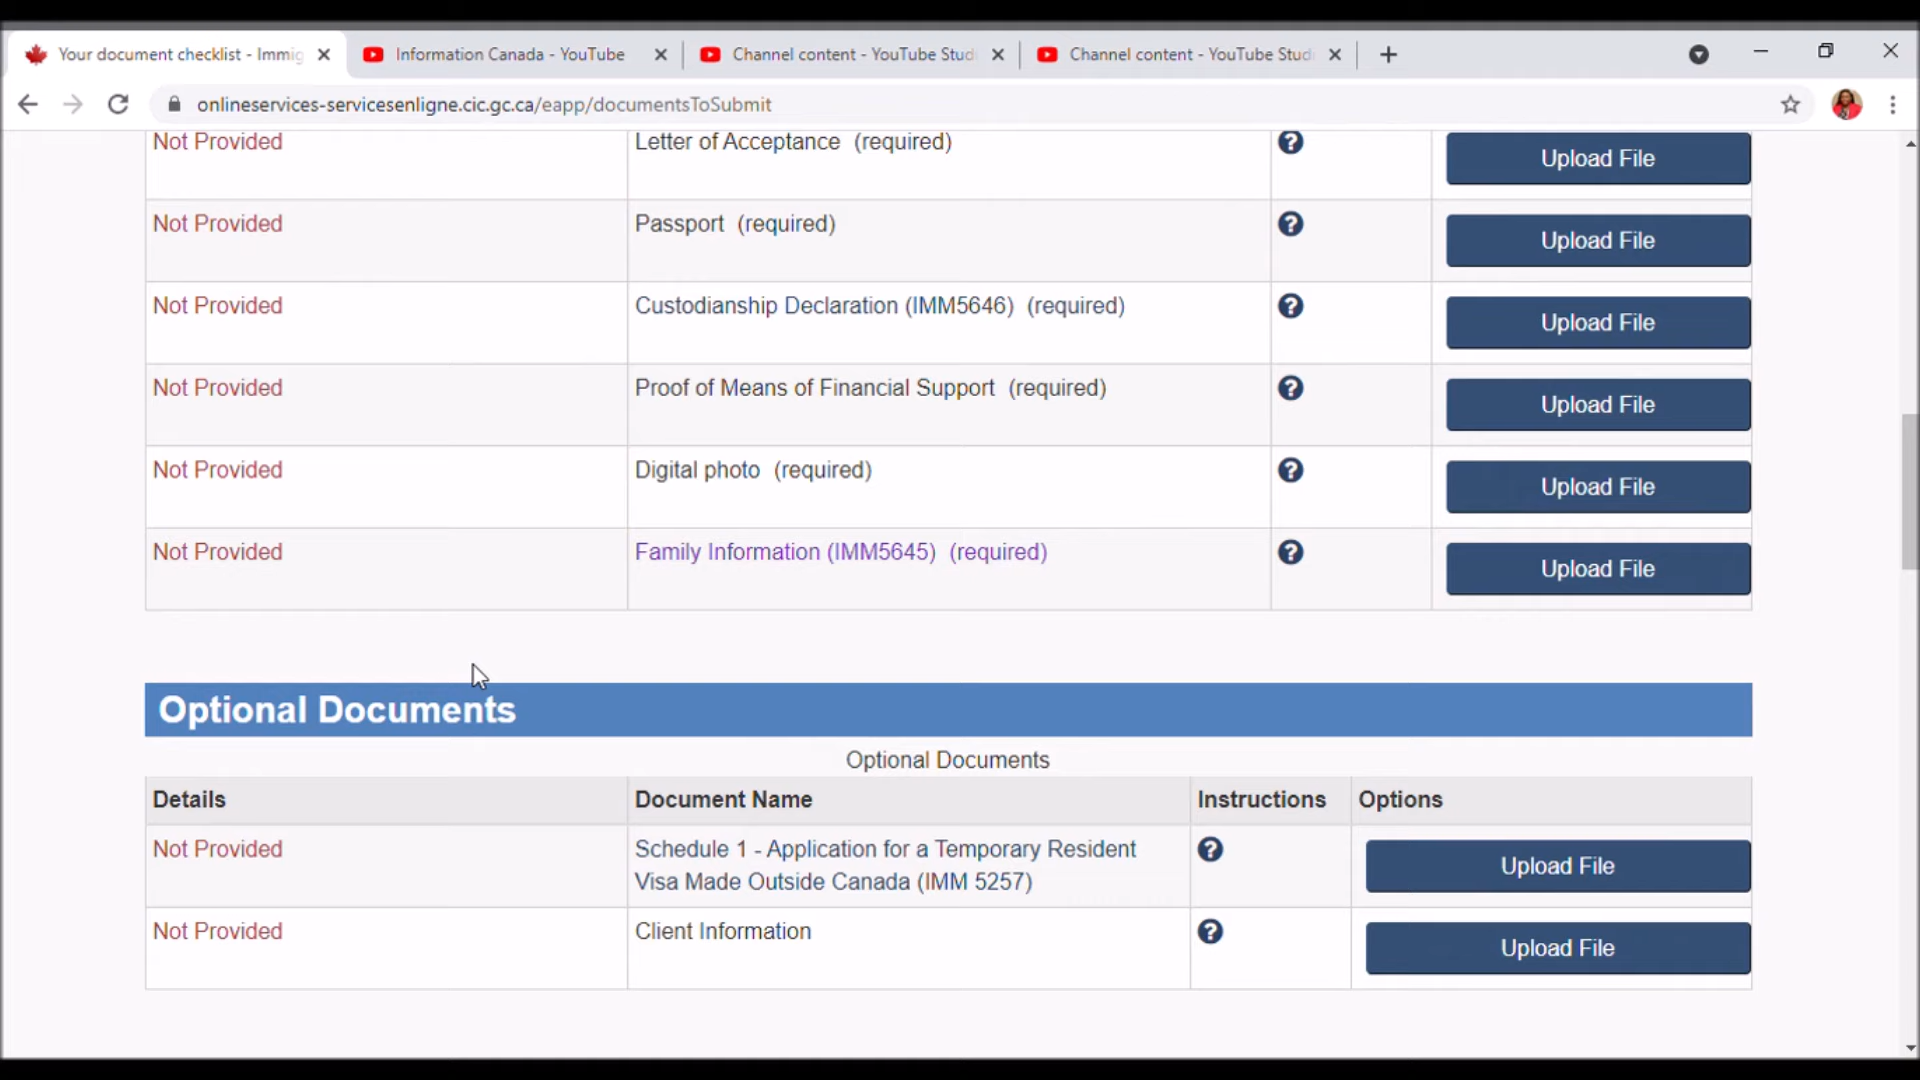 Your document checklist - Immig
Information Canada - YouTube
Channel content - YouTube Stud
Channel content - YouTube Stud
onlineservices-servicesenligne.cic.gc.ca/eapp/documentsToSubmit
Not Provided Letter of Acceptance (required) ? Upload File
Not Provided Passport (required) ? Upload File
Not Provided Custodianship Declaration (IMM5646) (required) ? Upload File
Not Provided Proof of Means of Financial Support (required) ? Upload File
Not Provided Digital photo (required) ? Upload File
Not Provided Family Information (IMM5645) (required) ? Upload File
Optional Documents
Optional Documents
Details Document Name Instructions Options
Not Provided Schedule 1 - Application for a Temporary Resident ? Upload File
Visa Made Outside Canada (IMM 5257)
Not Provided Client Information ? Upload File